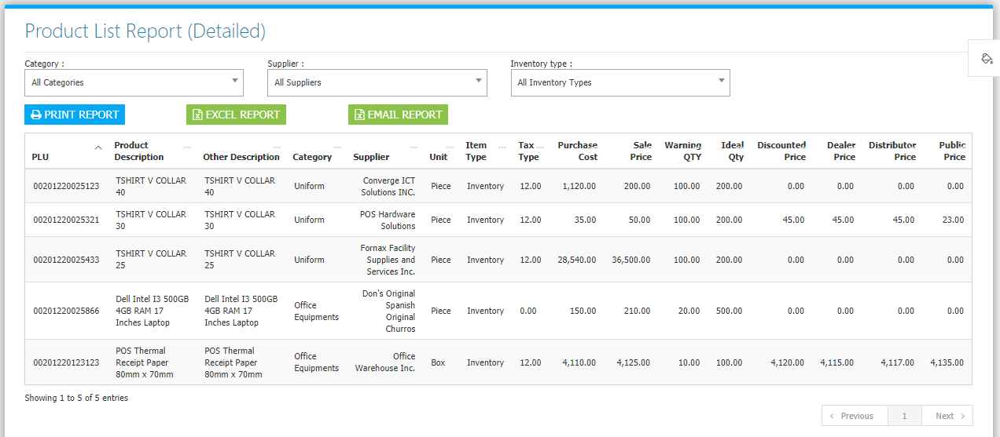 Product List Report (Detailed)
Category : Supplier : Inventory type :
All Categories All Suppliers All Inventory Types
PRINT REPORT EXCEL REPORT EMAIL REPORT
Product Item Tax Purchase Sale Warning Ideal Discounted Dealer Distributor Public
PLU Description Other Description Category Supplier Unit Type Type Cost Price QTY Qty Price Price Price Price
TSHIRT V COLLAR TSHIRT V COLLAR Converge ICT
00201220025123 Uniform Piece Inventory 12.00 1,120.00 200.00 100.00 200.00 0.00 0.00 0.00 0.00
40 40 Solutions INC.
TSHIRT V COLLAR TSHIRT V COLLAR POS Hardware
00201220025321 Uniform Piece Inventory 12.00 35.00 50.00 100.00 200.00 45.00 45.00 45.00 23.00
30 30 Solutions
Fornax Facility
TSHIRT V COLLAR TSHIRT V COLLAR
00201220025433 Uniform Supplies and Piece Inventory 12.00 28,540.00 36,500.00 100.00 200.00 0.00 0.00 0.00 0.00
25 25
Services Inc.
Don's Original
Dell Intel I3 500GB Dell Intel I3 500GB Spanish
Office
00201220025866 4GB RAM 17 4GB RAM 17 Piece Inventory 0.00 150.00 210.00 20.00 500.00 0.00 0.00 0.00 0.00
Equipments Original
Inches Laptop Inches Laptop Churros
POS Thermal POS Thermal
Office Office
00201220123123 Receipt Paper Receipt Paper Box Inventory 12.00 4,110.00 4,125.00 10.00 100.00 4,120.00 4,115.00 4,117.00 4,135.00
Equipments Warehouse Inc.
80mm x 70mm 80mm x 70mm
Showing 1 to 5 of 5 entries
Previous 1 Next